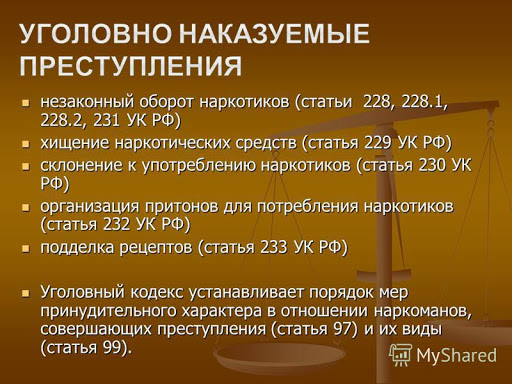 УГОЛОВНО НАКАЗУЕМЫЕ
ПРЕСТУПЛЕНИЯ
незаконный оборот наркотиков (статьи 228, 228.1,
228.2, 231 УК РФ)
хищение наркотических средств (статья 229 УК РФ)
склонение к употреблению наркотиков (статья 230 УК
РФ)
организация притонов для потребления наркотиков
(статья 232 УК РФ)
подделка рецептов (статья 233 УК РФ)
Уголовный кодекс устанавливает порядок мер
принудительного характера в отношении наркоманов,
совершающих преступления (статья 97) и их виды
(статья 99).
MyShared